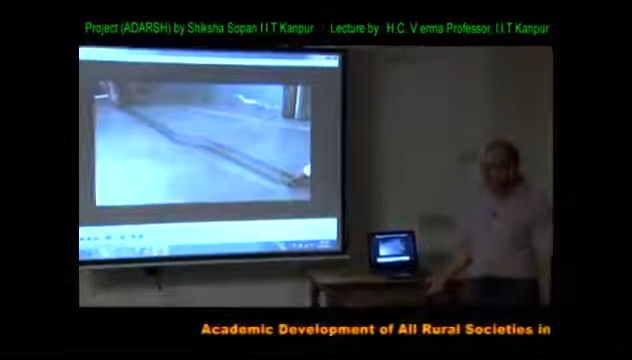 Project (ADARSH) by Shiksha Sopan I I T Kanpur : Lecture by : H.C. V erma Professor, I.I.T Kanpur
Academic Development of All Rural Societies in